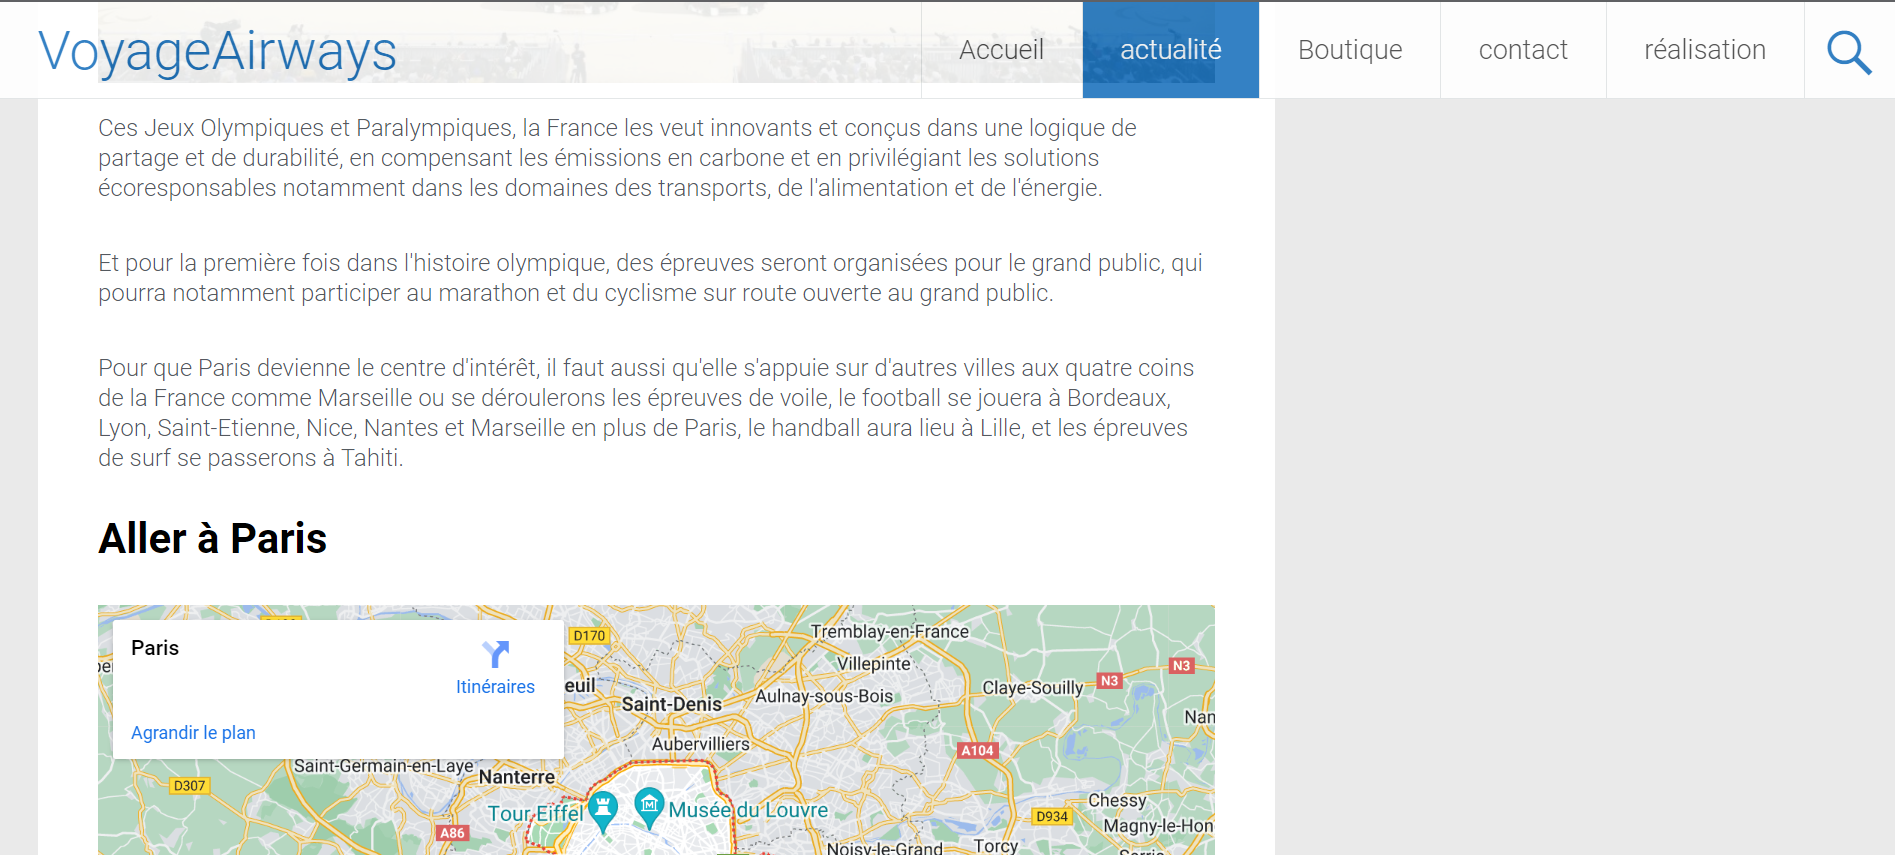 VoyageAirways
Accueil
actualité
Boutique
contact
réalisation
Ces Jeux Olympiques et Paralympiques, la France les veut innovants et conçus dans une logique de
partage et de durabilité, en compensant les émissions en carbone et en privilégiant les solutions
écoresponsables notamment dans les domaines des transports, de l'alimentation et de l'énergie.
Et pour la première fois dans l'histoire olympique, des épreuves seront organisées pour le grand public, qui
pourra notamment participer au marathon et du cyclisme sur route ouverte au grand public.
Pour que Paris devienne le centre d'intérêt, il faut aussi qu'elle s'appuie sur d'autres villes aux quatre coins
de la France comme Marseille ou se déroulerons les épreuves de voile, le football se jouera à Bordeaux,
Lyon, Saint-Etienne, Nice, Nantes et Marseille en plus de Paris, le handball aura lieu à Lille, et les épreuves
de surf se passerons à Tahiti.
Aller à Paris
Paris
Itinéraires
Agrandir le plan
D170
Tremblay-en-France
Villepinte
N3
euil
Saint-Denis
Aulnay-sous-Bois
Claye-Souilly
N3
Nan
Aubervilliers
A104
Saint-Germain-en-Laye
Nanterre
D307
Tour Eiffel
Musée du Louvre
Chessy
D934
Magny-le-Hon
A86
Noisy-le-Grand
Torcy